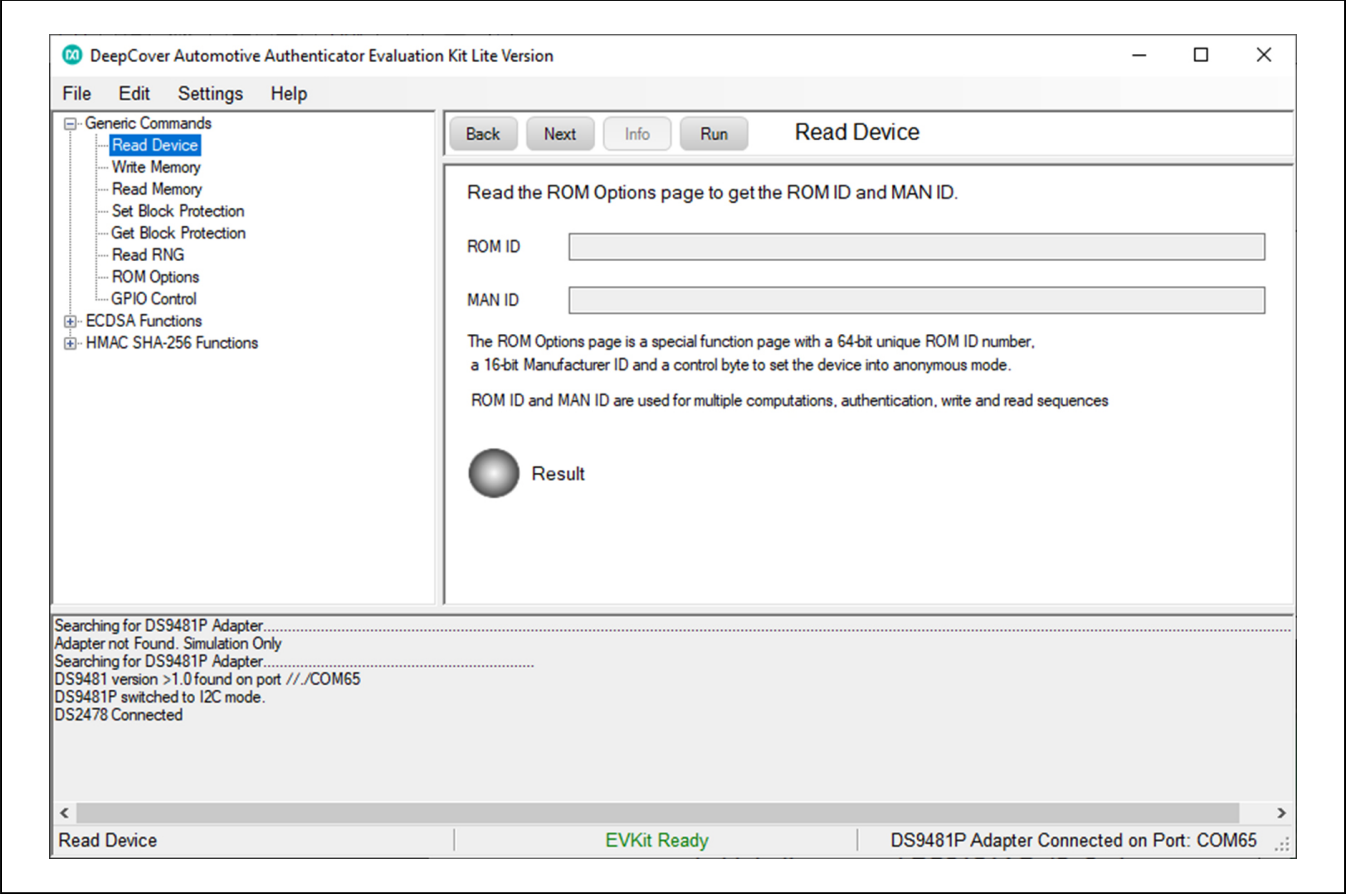 DeepCover Automotive Authenticator Evaluation Kit Lite Version
File Edit Settings Help
Generic Commands
Read Device
Write Memory
Read Memory
Set Block Protection
Get Block Protection
Read RNG
ROM Options
GPIO Control
ECDSA Functions
HMAC SHA-256 Functions
Back Next Info Run Read Device
Read the ROM Options page to get the ROM ID and MAN ID.
ROM ID
MAN ID
The ROM Options page is a special function page with a 64-bit unique ROM ID number,
a 16-bit Manufacturer ID and a control byte to set the device into anonymous mode.
ROM ID and MAN ID are used for multiple computations, authentication, write and read sequences
Result
Searching for DS9481P Adapter................................................................
Adapter not Found. Simulation Only
Searching for DS9481P Adapter................................................................
DS9481 version >1.0 found on port //./COM65
DS9481P switched to I2C mode.
DS2478 Connected
Read Device EVKit Ready DS9481P Adapter Connected on Port: COM65